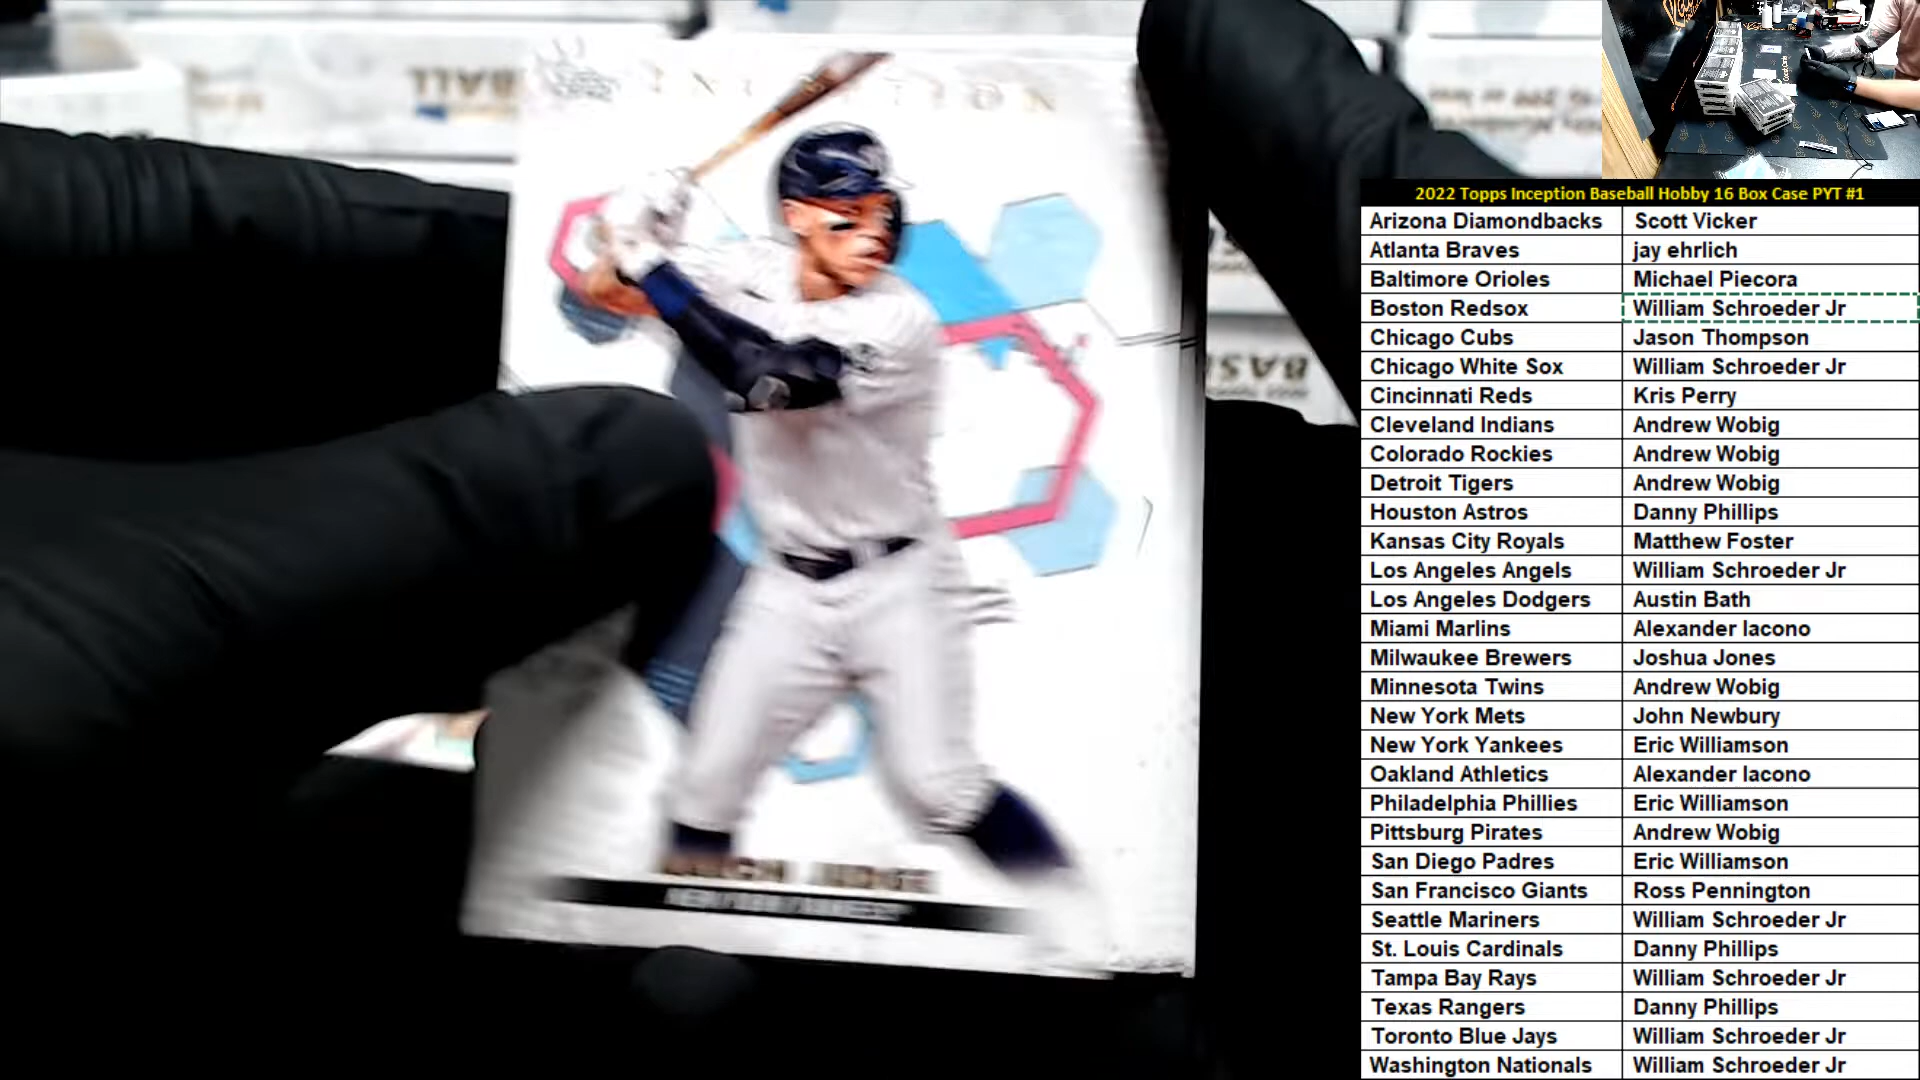 INCEPTION
BALL
BASE
JUDGE
NEW YORK YANKEES
2022 Topps Inception Baseball Hobby 16 Box Case PYT #1
Arizona Diamondbacks Scott Vicker
Atlanta Braves jay ehrlich
Baltimore Orioles Michael Piecora
Boston Redsox William Schroeder Jr
Chicago Cubs Jason Thompson
Chicago White Sox William Schroeder Jr
Cincinnati Reds Kris Perry
Cleveland Indians Andrew Wobig
Colorado Rockies Andrew Wobig
Detroit Tigers Andrew Wobig
Houston Astros Danny Phillips
Kansas City Royals Matthew Foster
Los Angeles Angels William Schroeder Jr
Los Angeles Dodgers Austin Bath
Miami Marlins Alexander Iacono
Milwaukee Brewers Joshua Jones
Minnesota Twins Andrew Wobig
New York Mets John Newbury
New York Yankees Eric Williamson
Oakland Athletics Alexander Iacono
Philadelphia Phillies Eric Williamson
Pittsburg Pirates Andrew Wobig
San Diego Padres Eric Williamson
San Francisco Giants Ross Pennington
Seattle Mariners William Schroeder Jr
St. Louis Cardinals Danny Phillips
Tampa Bay Rays William Schroeder Jr
Texas Rangers Danny Phillips
Toronto Blue Jays William Schroeder Jr
Washington Nationals William Schroeder Jr